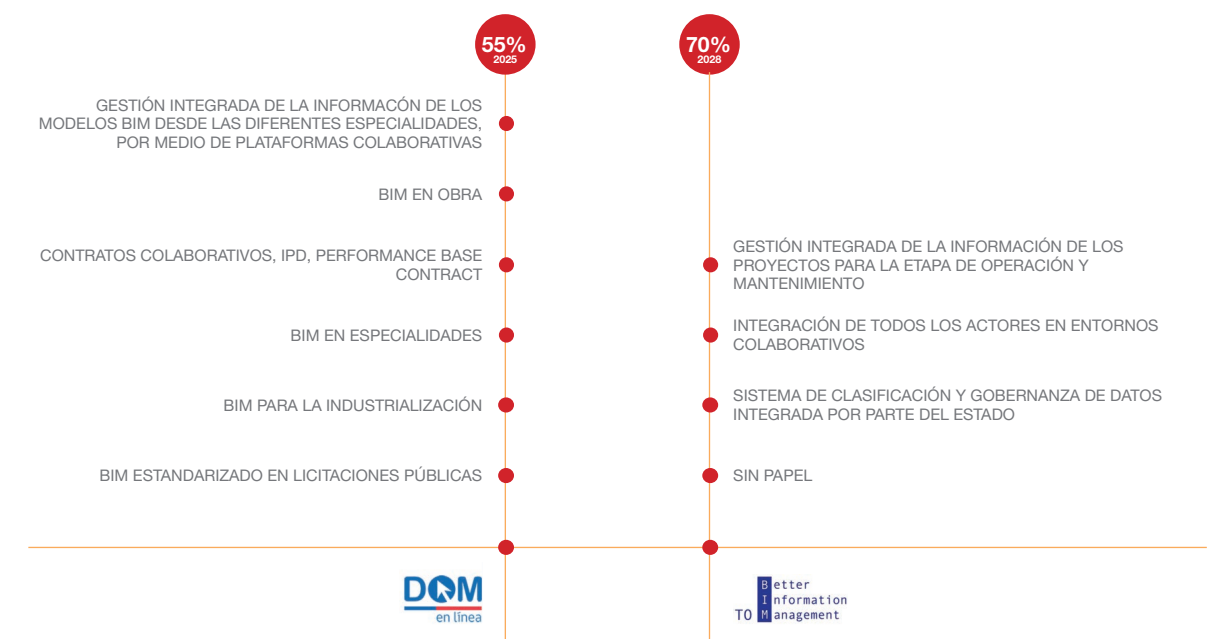 55%
2025
GESTIÓN INTEGRADA DE LA INFORMACÓN DE LOS
MODELOS BIM DESDE LAS DIFERENTES ESPECIALIDADES,
POR MEDIO DE PLATAFORMAS COLABORATIVAS
BIM EN OBRA
CONTRATOS COLABORATIVOS, IPD, PERFORMANCE BASE
CONTRACT
BIM EN ESPECIALIDADES
BIM PARA LA INDUSTRIALIZACIÓN
BIM ESTANDARIZADO EN LICITACIONES PÚBLICAS
DOM
en línea
70%
2028
GESTIÓN INTEGRADA DE LA INFORMACIÓN DE LOS
PROYECTOS PARA LA ETAPA DE OPERACIÓN Y
MANTENIMIENTO
INTEGRACIÓN DE TODOS LOS ACTORES EN ENTORNOS
COLABORATIVOS
SISTEMA DE CLASIFICACIÓN Y GOBERNANZA DE DATOS
INTEGRADA POR PARTE DEL ESTADO
SIN PAPEL
Better
Information
TO Management